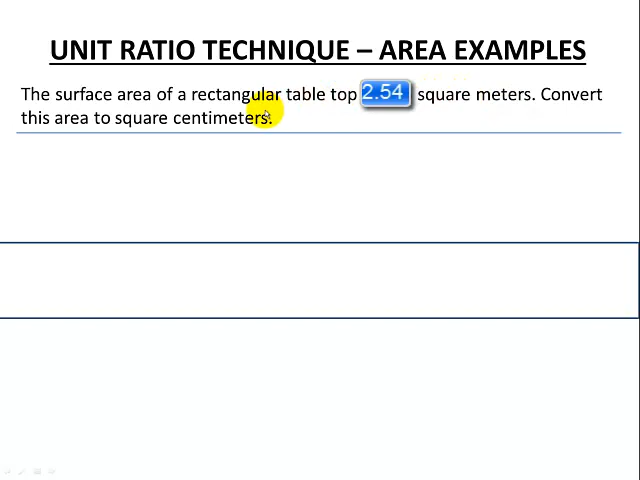 UNIT RATIO TECHNIQUE – AREA EXAMPLES
The surface area of a rectangular table top 2.54 square meters. Convert
this area to square centimeters.